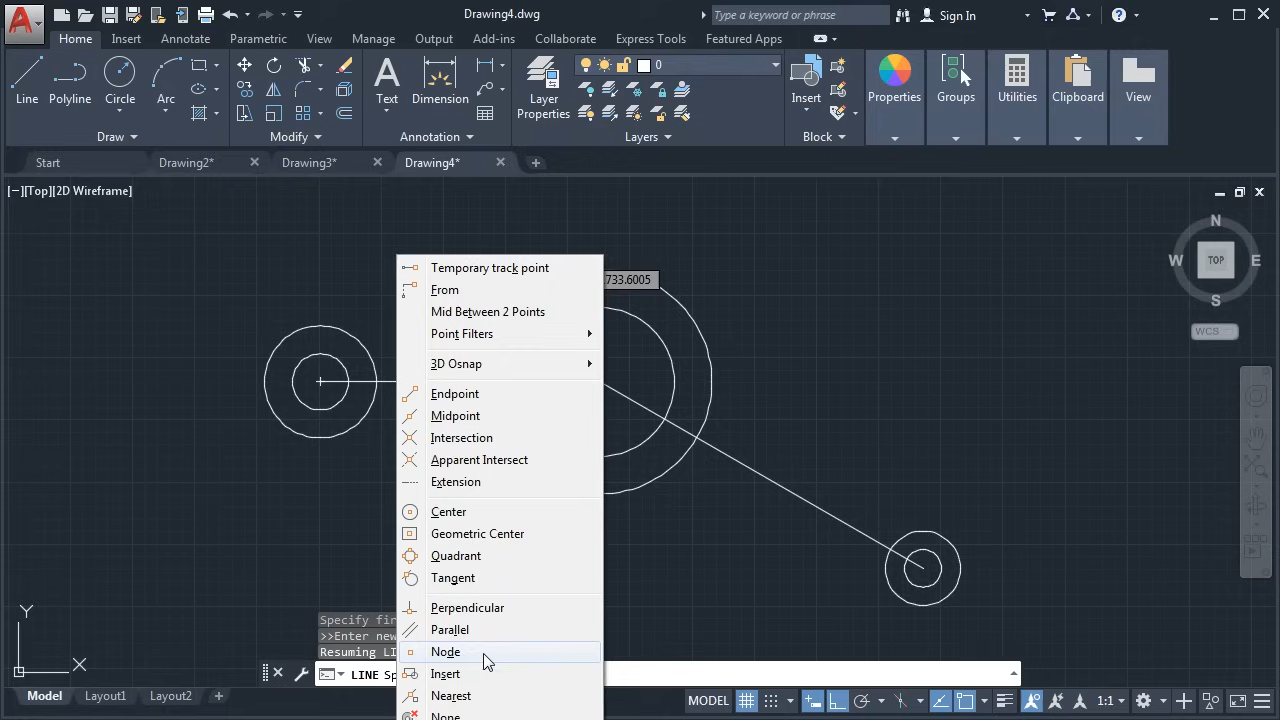 A
Drawing4.dwg
Type a keyword or phrase
Sign In
?
Home Insert Annotate Parametric View Manage Output Add-ins Collaborate Express Tools Featured Apps
0
Line Polyline Circle Arc
Text Dimension
Layer
Properties
Insert
Properties Groups Utilities Clipboard View
Draw Modify Annotation Layers Block
Start Drawing2* Drawing3* Drawing4*
[−][Top][2D Wireframe]
N
W TOP E
S
WCS
733.6005
Temporary track point
From
Mid Between 2 Points
Point Filters
3D Osnap
Endpoint
Midpoint
Intersection
Apparent Intersect
Extension
Center
Geometric Center
Quadrant
Tangent
Perpendicular
Parallel
Node
Insert
Nearest
None
Y
X
Specify fir
>>Enter new
Resuming LI
LINE Sp
Model Layout1 Layout2
MODEL
1:1